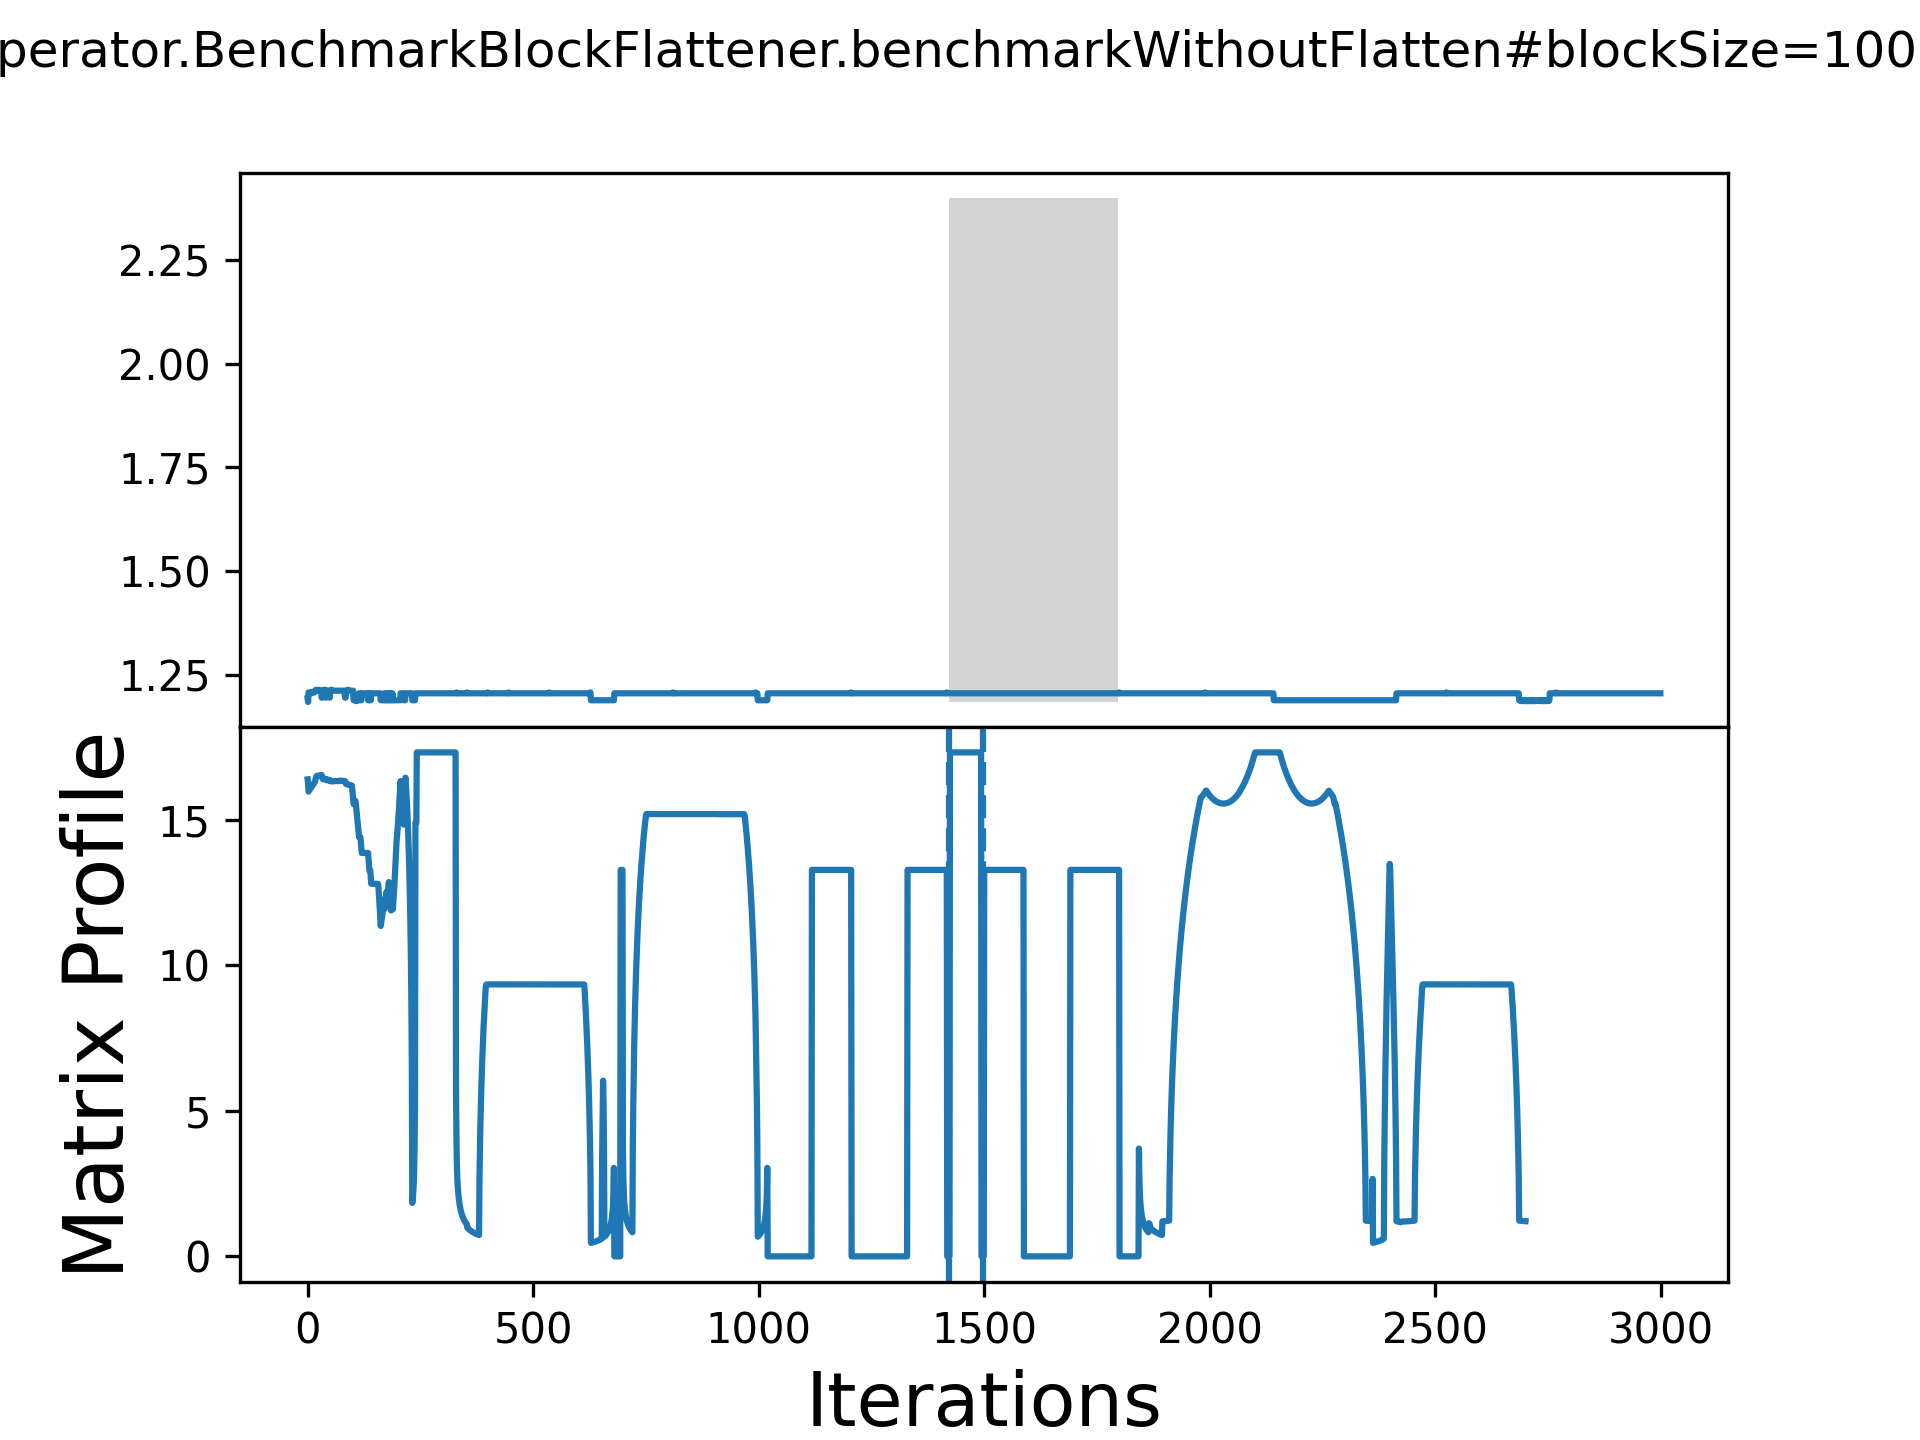 perator.BenchmarkBlockFlattener.benchmarkWithoutFlatten#blockSize=100
2.25
2.00
1.75
1.50
1.25
Matrix Profile
15
10
5
0
0 500 1000 1500 2000 2500 3000
Iterations